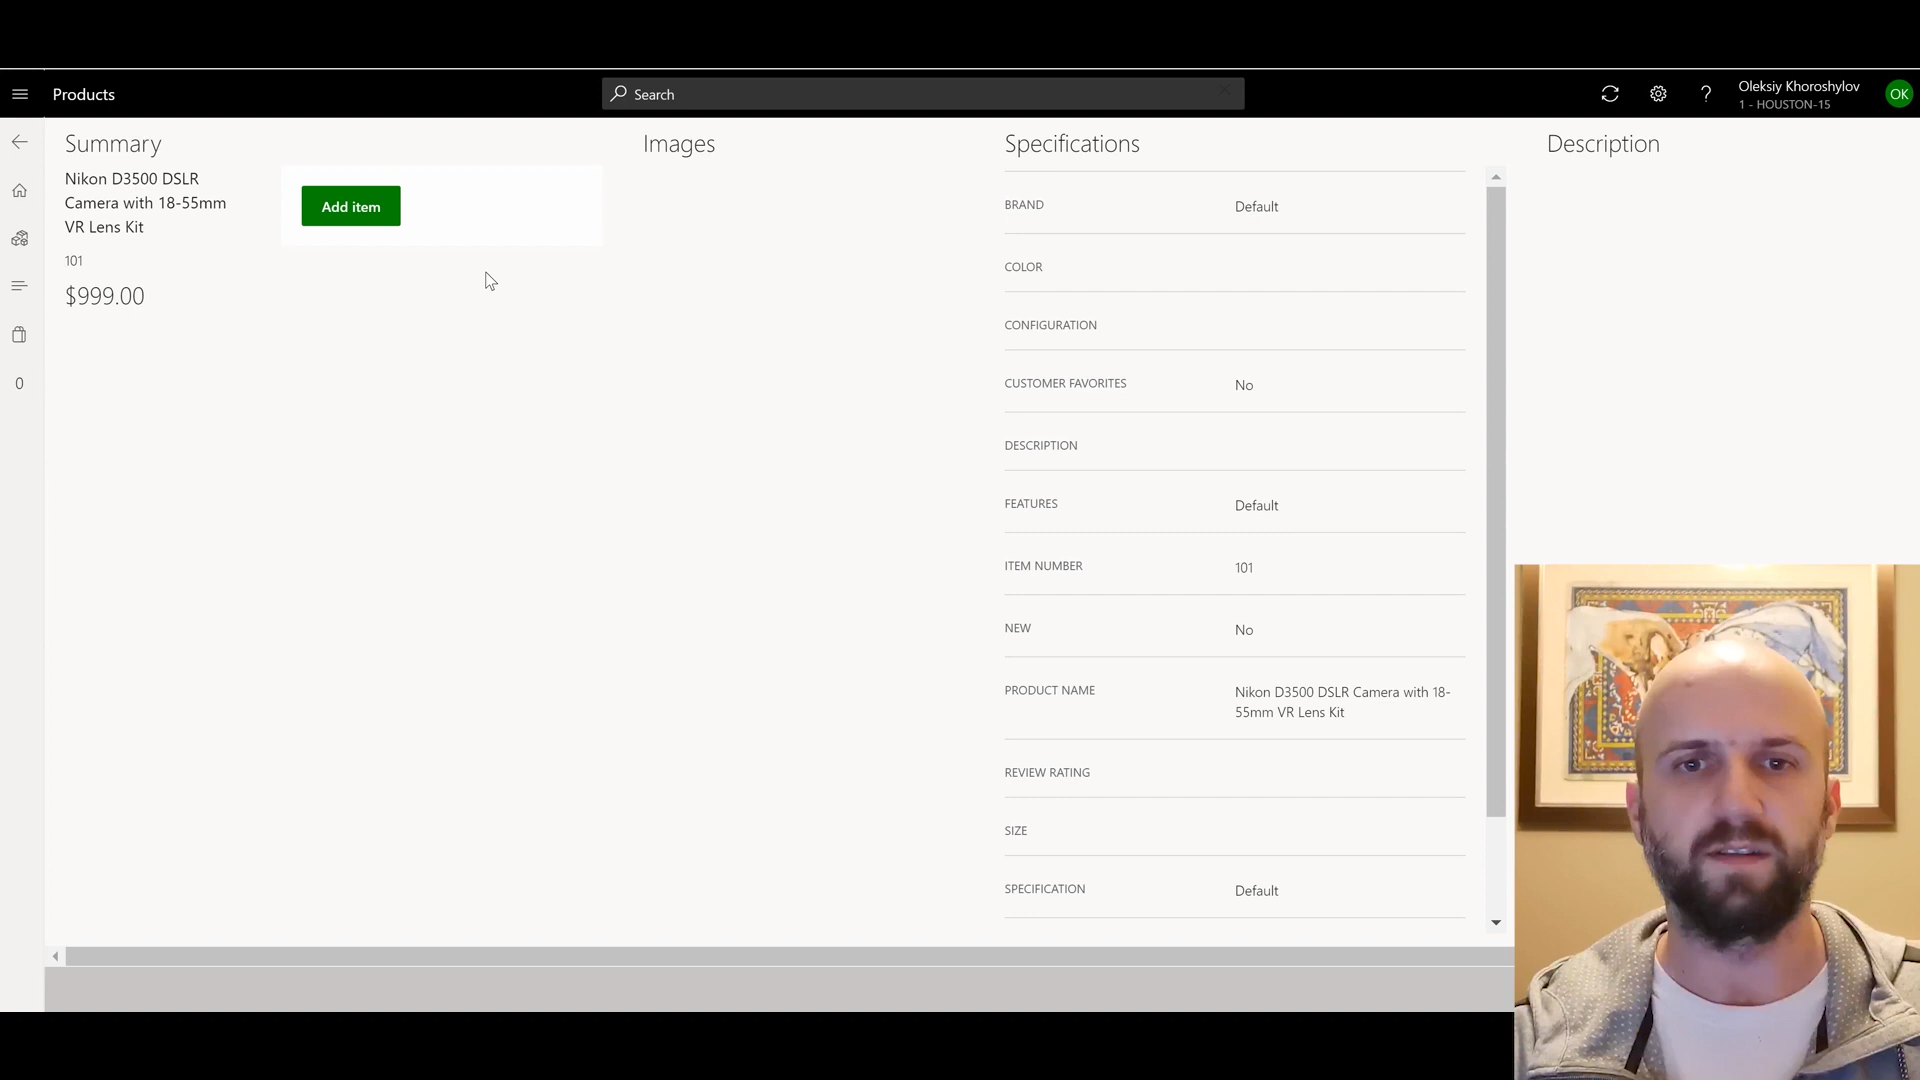 Products
Search
Oleksiy Khoroshylov
1 - HOUSTON-15
OK
Summary
Nikon D3500 DSLR
Camera with 18-55mm
VR Lens Kit
101
$999.00
Add item
0
Images
Specifications
BRAND Default
COLOR
CONFIGURATION
CUSTOMER FAVORITES No
DESCRIPTION
FEATURES Default
ITEM NUMBER 101
NEW No
PRODUCT NAME Nikon D3500 DSLR Camera with 18-
55mm VR Lens Kit
REVIEW RATING
SIZE
SPECIFICATION Default
Description